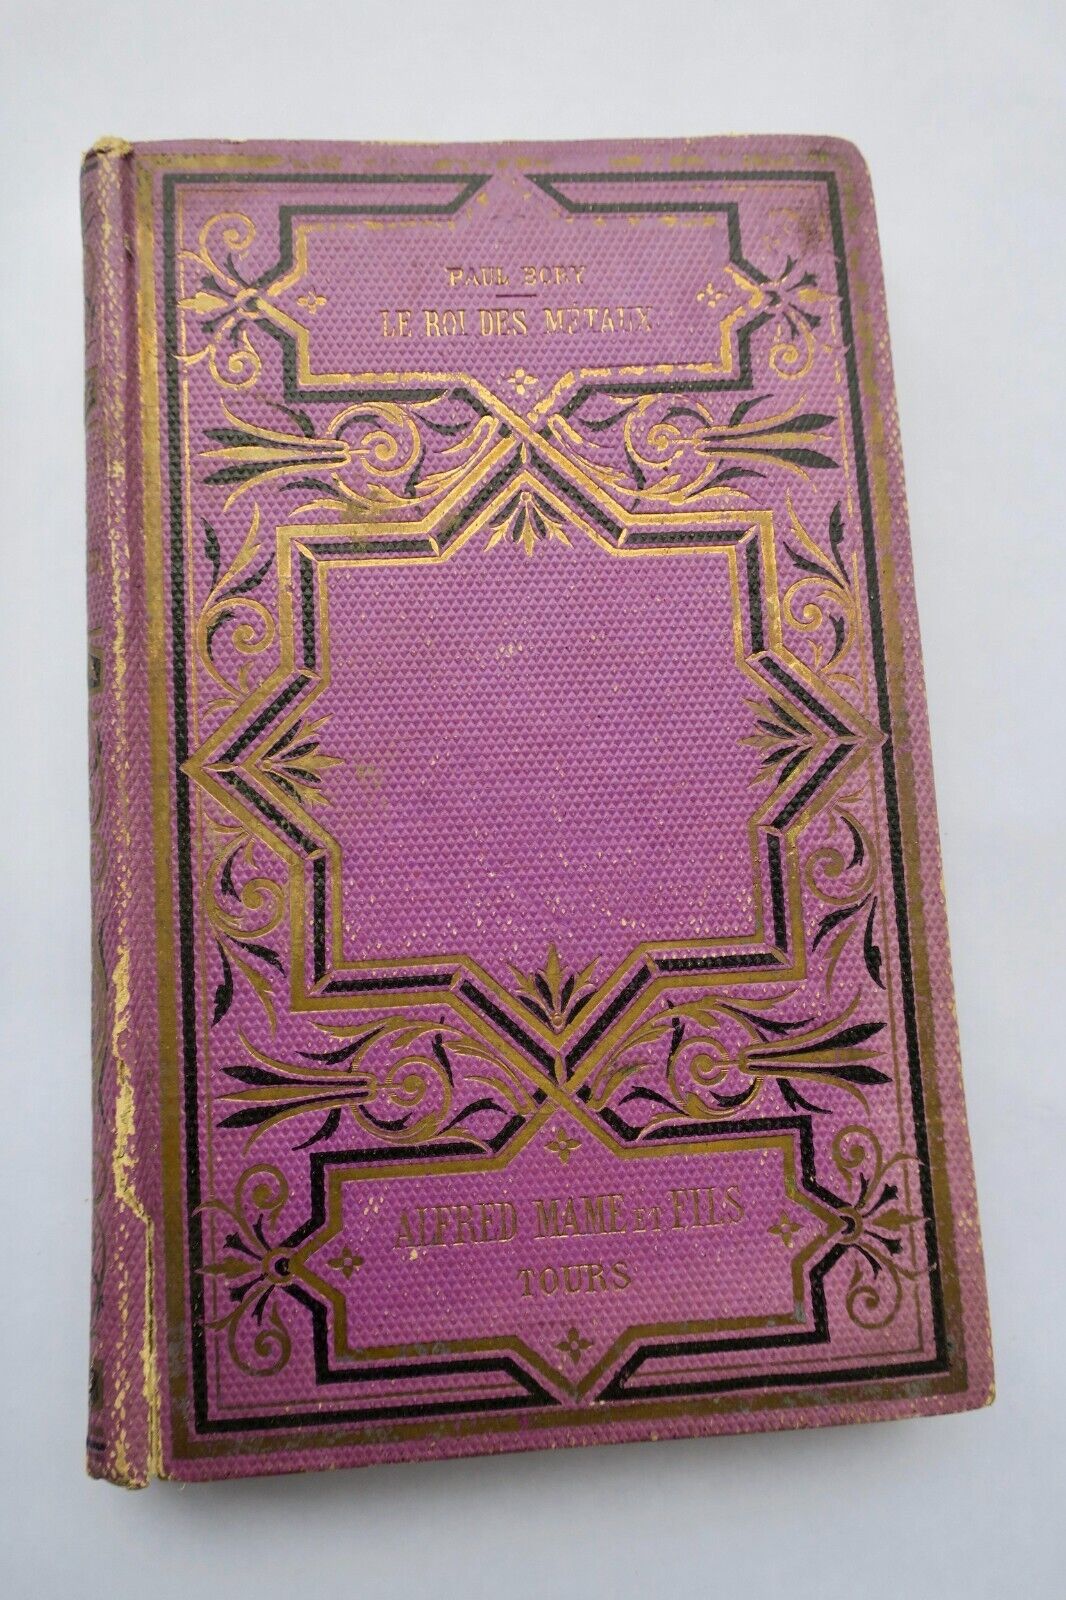 PAUL BORY
LE ROI DES MÉTAUX
ALFRED MAME ET FILS
TOURS